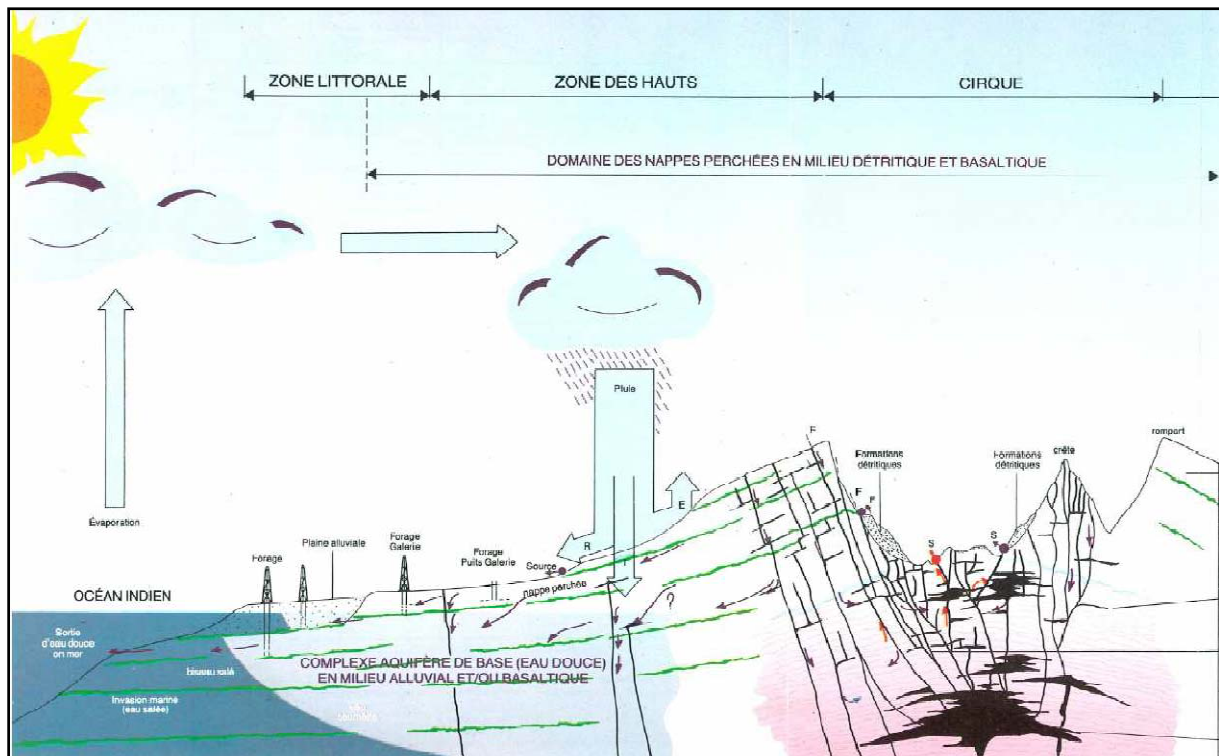 ZONE LITTORALE
ZONE DES HAUTS
CIRQUE
DOMAINE DES NAPPES PERCHÉES EN MILIEU DÉTRITIQUE ET BASALTIQUE
Pluie
F
rempart
crête
Formations
détritiques
Formations
détritiques
F
F
E
Évaporation
R
S
S
Forage
Galerie
Plaine alluviale
Forage
Forage
Puits Galerie
Source
nappe perchée
?
OCÉAN INDIEN
Sortie
d'eau douce
en mer
biseau salé
COMPLEXE AQUIFÈRE DE BASE (EAU DOUCE)
EN MILIEU ALLUVIAL ET/OU BASALTIQUE
Invasion marine
(eau salée)